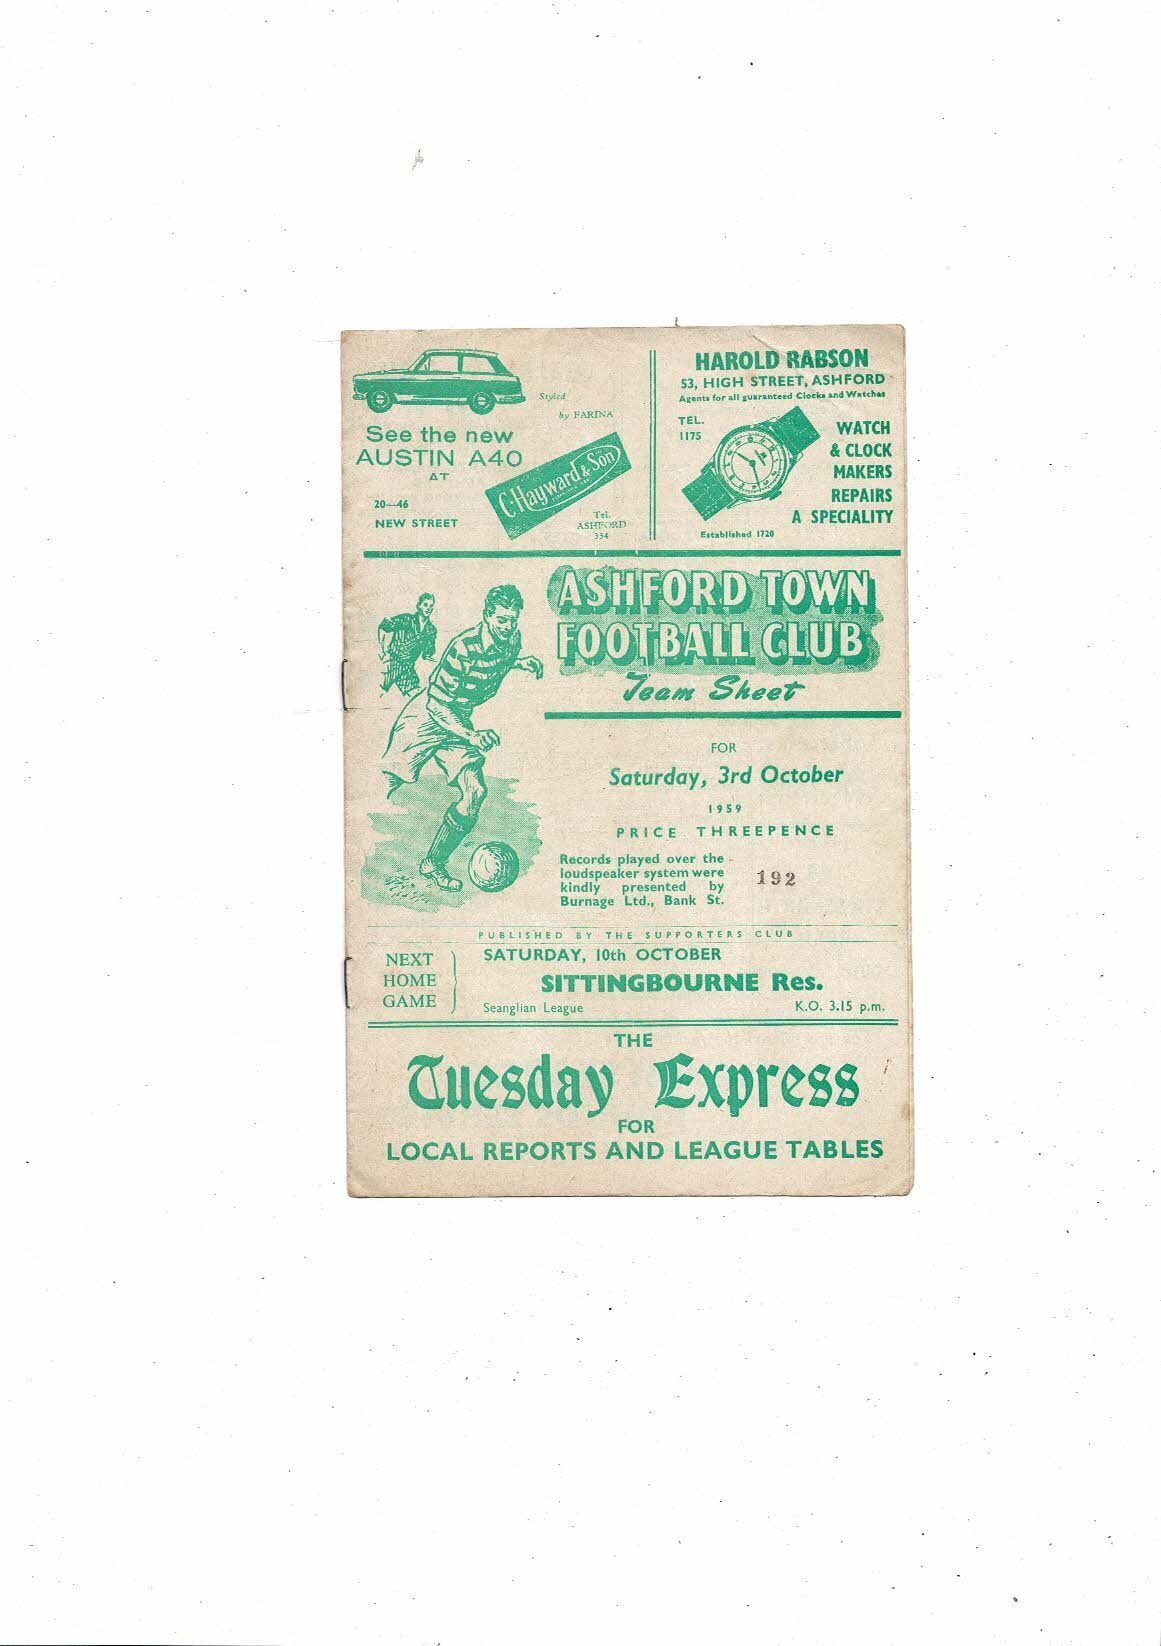 Styled
by FARINA
See the new
AUSTIN A40
AT
20—46
NEW STREET
C. Hayward & Son
Tel.
ASHFORD
334
HAROLD RABSON
53, HIGH STREET, ASHFORD
Agents for all guaranteed Clocks and Watches
TEL.
1175
WATCH
& CLOCK
MAKERS
REPAIRS
A SPECIALITY
Established 1720
ASHFORD TOWN
FOOTBALL CLUB
Team Sheet
FOR
Saturday, 3rd October
1959
PRICE THREEPENCE
Records played over the
loudspeaker system were
kindly presented by
Burnage Ltd., Bank St.
192
PUBLISHED BY THE SUPPORTERS CLUB
NEXT
HOME
GAME
SATURDAY, 10th OCTOBER
SITTINGBOURNE Res.
Seanglian League
K.O. 3.15 p.m.
THE
Tuesday Express
FOR
LOCAL REPORTS AND LEAGUE TABLES